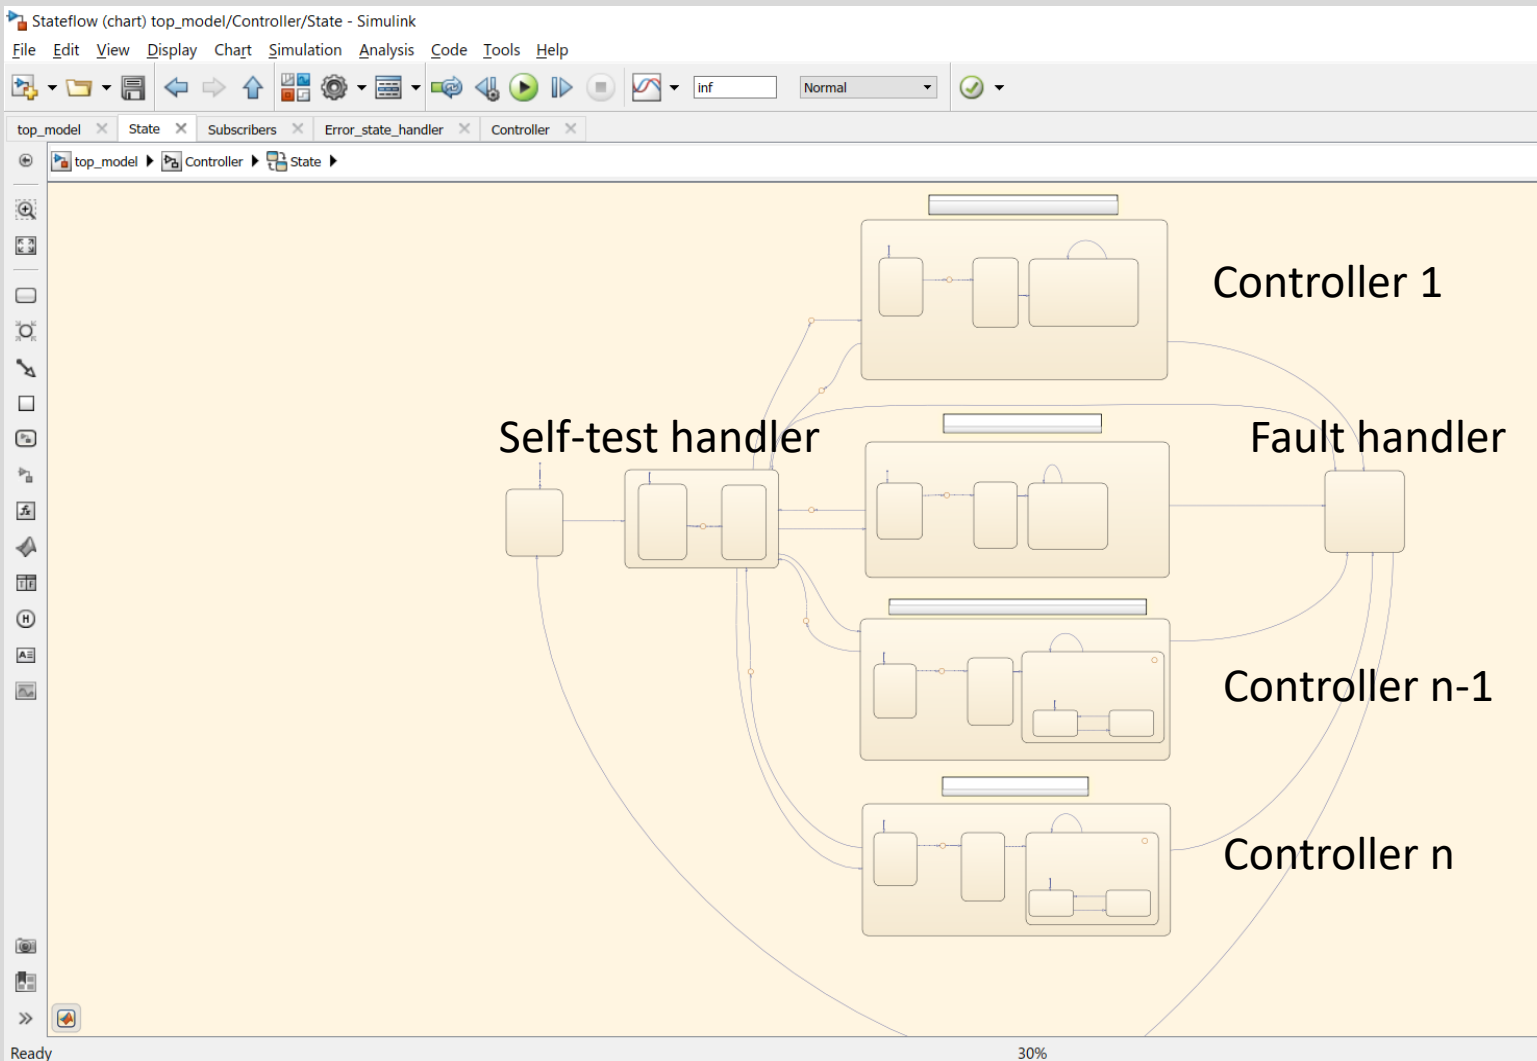 Stateflow (chart) top_model/Controller/State - Simulink
File Edit View Display Chart Simulation Analysis Code Tools Help
inf Normal
top_model State Subscribers Error_state_handler Controller
top_model Controller State
Controller 1
Self-test handler Fault handler
Controller n-1
Controller n
Ready 30%